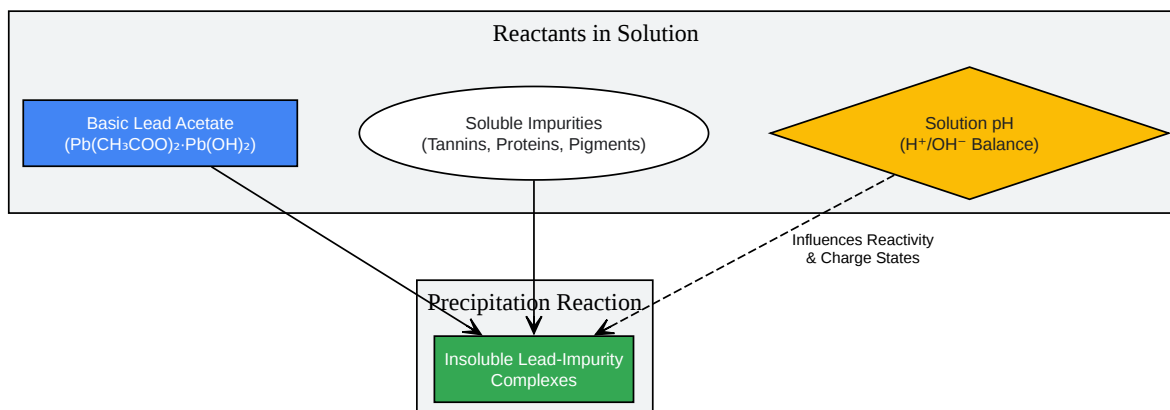 Reactants in Solution
Basic Lead Acetate
(Pb(CH₃COO)₂·Pb(OH)₂)
Soluble Impurities
(Tannins, Proteins, Pigments)
Solution pH
(H⁺/OH⁻ Balance)
Influences Reactivity
& Charge States
Precipitation Reaction
Insoluble Lead-Impurity
Complexes